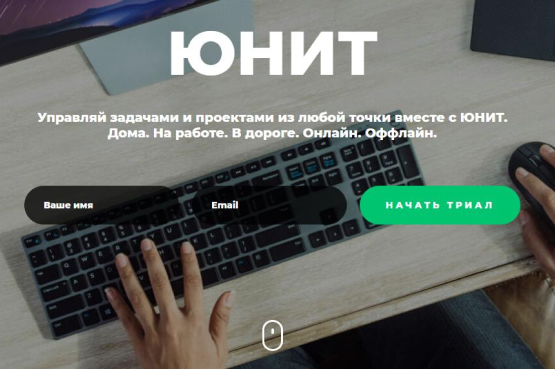 ЮНИТ
Управляй задачами и проектами из любой точки вместе с ЮНИТ.
Дома. На работе. В дороге. Онлайн. Оффлайн.
Ваше имя
Email
НАЧАТЬ ТРИАЛ